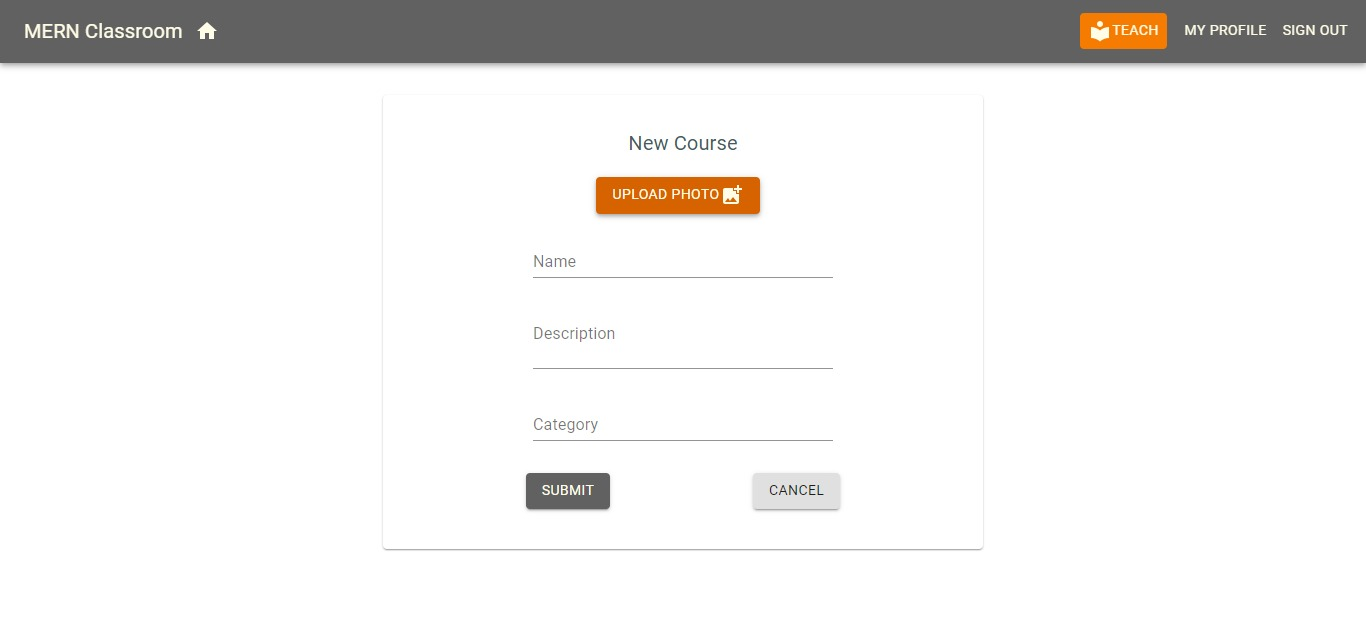 MERN Classroom
TEACH
MY PROFILE
SIGN OUT
New Course
UPLOAD PHOTO
Name
Description
Category
SUBMIT
CANCEL